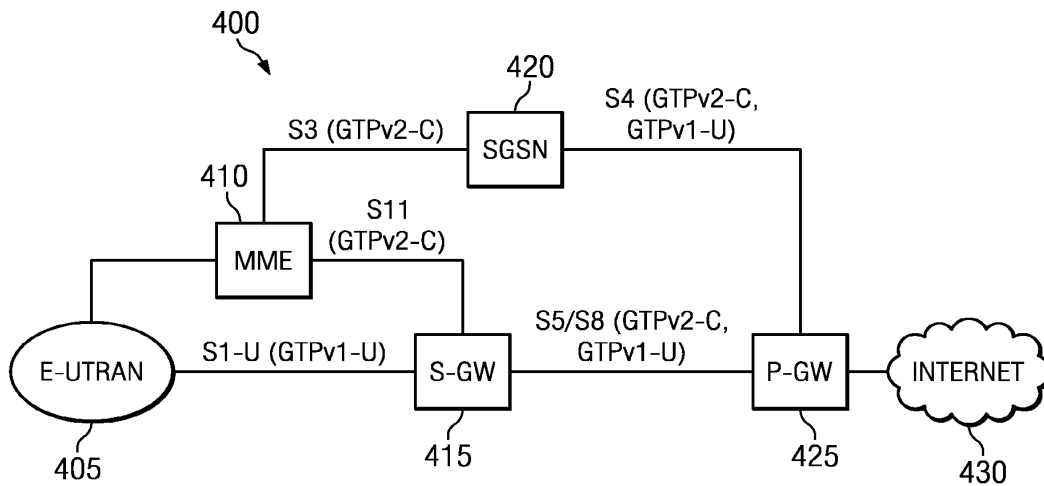 400
420
S4 (GTPv2-C,
GTPv1-U)
S3 (GTPv2-C)
SGSN
410
S11
(GTPv2-C)
MME
S5/S8 (GTPv2-C,
GTPv1-U)
S1-U (GTPv1-U)
E-UTRAN
S-GW
P-GW
INTERNET
405
415
425
430